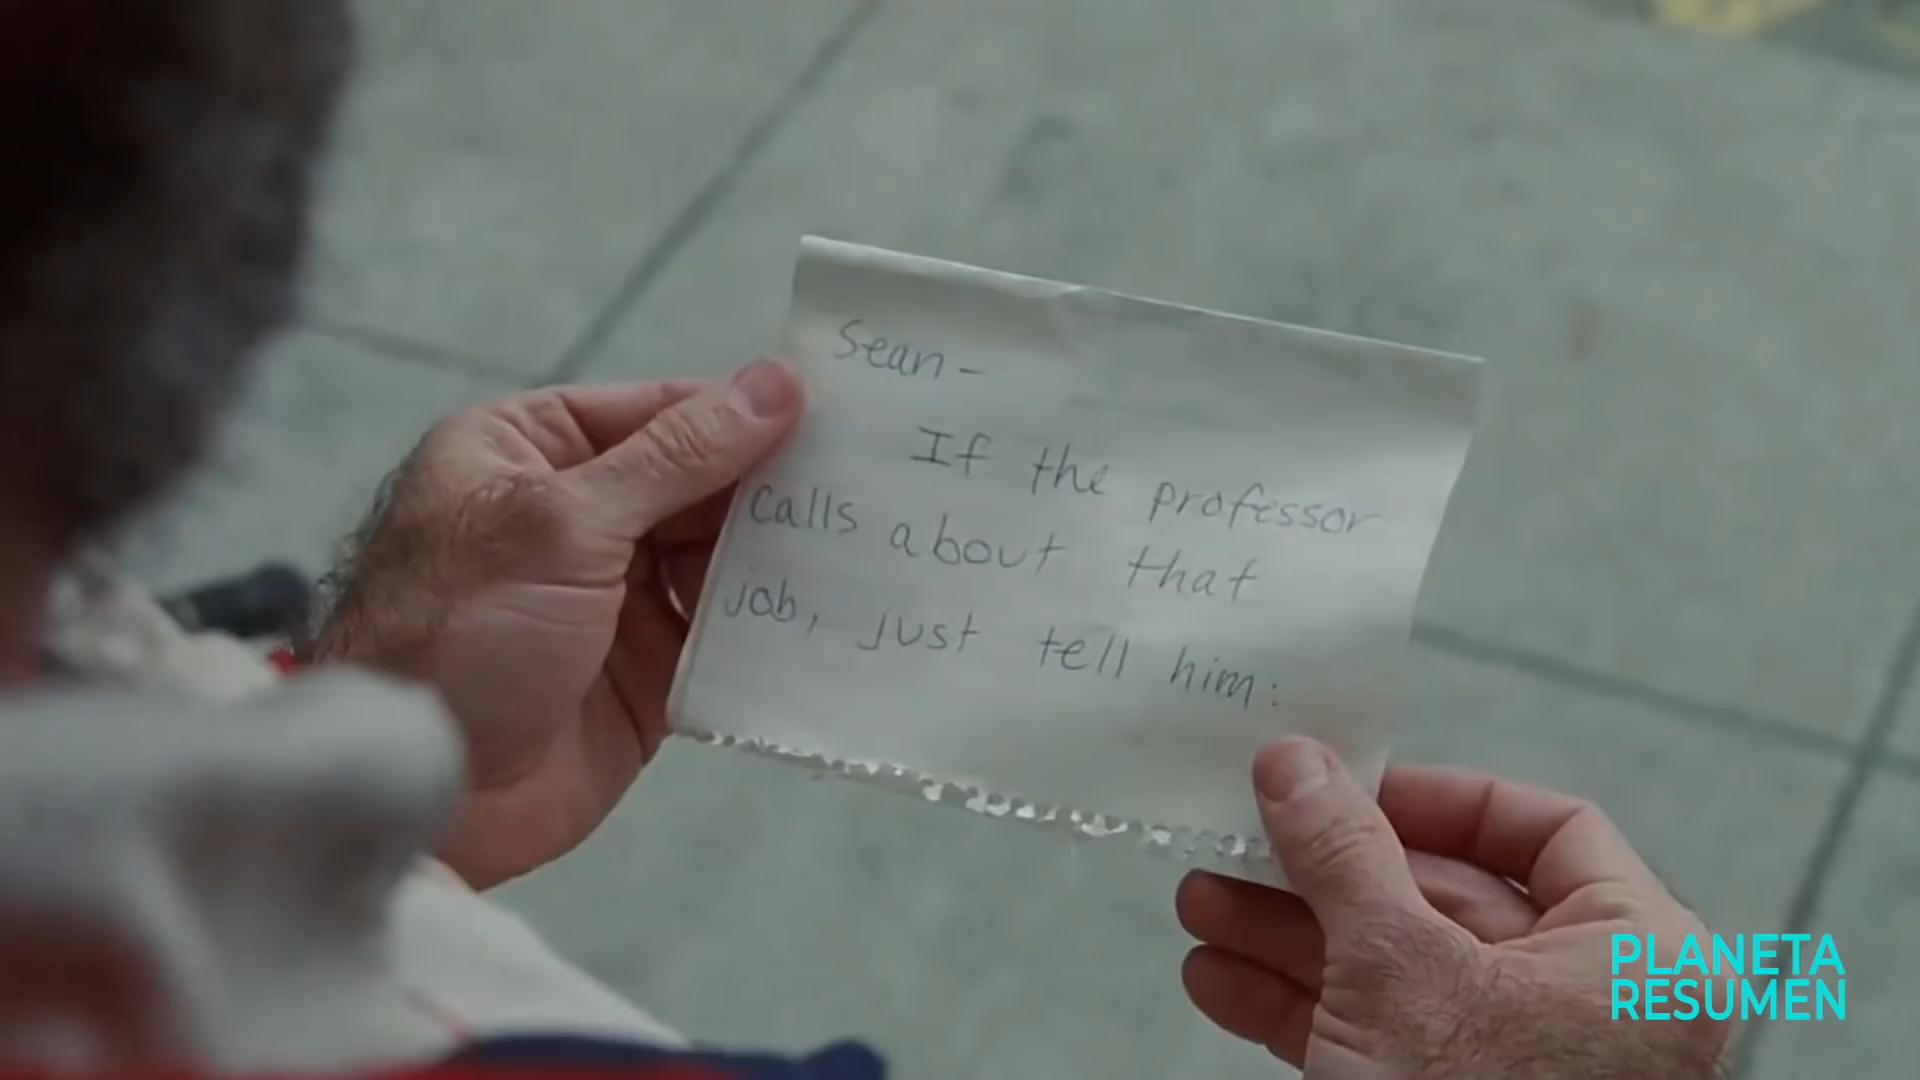 Sean-
If the professor
calls about that
job, just tell him:
PLANETA
RESUMEN